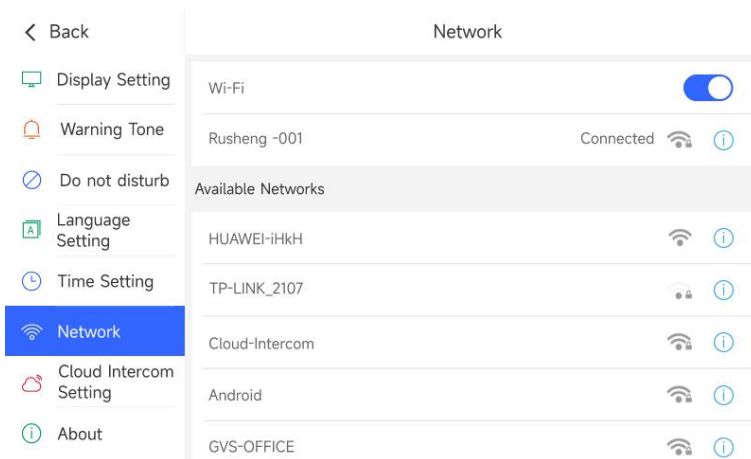 Back
Network
Display Setting
Warning Tone
Do not disturb
Language
Setting
Time Setting
Network
Cloud Intercom
Setting
About
Wi-Fi
Rusheng -001 Connected
Available Networks
HUAWEI-iHkH
TP-LINK_2107
Cloud-Intercom
Android
GVS-OFFICE